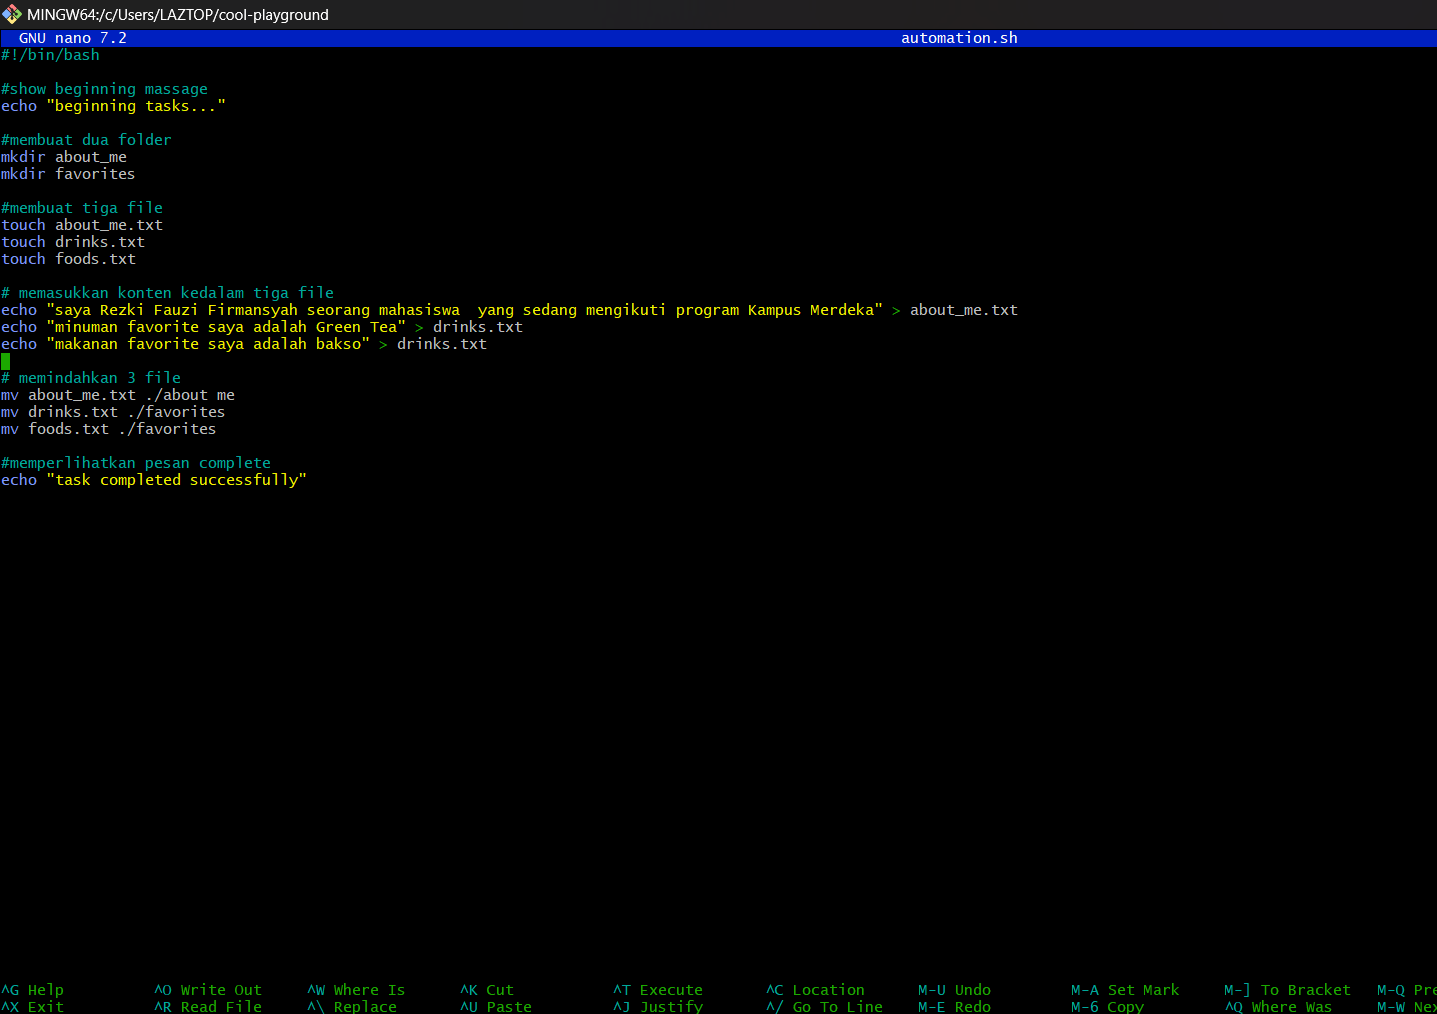 MINGW64:/c/Users/LAZTOP/cool-playground
GNU nano 7.2 automation.sh
#!/bin/bash
#show beginning massage
echo "beginning tasks..."
#membuat dua folder
mkdir about_me
mkdir favorites
#membuat tiga file
touch about_me.txt
touch drinks.txt
touch foods.txt
# memasukkan konten kedalam tiga file
echo "saya Rezki Fauzi Firmansyah seorang mahasiswa  yang sedang mengikuti program Kampus Merdeka" > about_me.txt
echo "minuman favorite saya adalah Green Tea" > drinks.txt
echo "makanan favorite saya adalah bakso" > drinks.txt
# memindahkan 3 file
mv about_me.txt ./about me
mv drinks.txt ./favorites
mv foods.txt ./favorites
#memperlihatkan pesan complete
echo "task completed successfully"
^G Help ^O Write Out ^W Where Is ^K Cut ^T Execute ^C Location M-U Undo M-A Set Mark M-] To Bracket M-Q Pre
^X Exit ^R Read File ^\ Replace ^U Paste ^J Justify ^/ Go To Line M-E Redo M-6 Copy ^Q Where Was M-W Nex